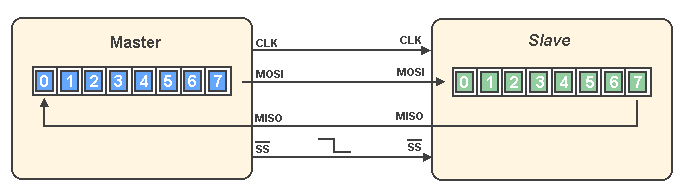 Master
Slave
0 1 2 3 4 5 6 7
0 1 2 3 4 5 6 7
CLK CLK
MOSI MOSI
MISO MISO
SS SS